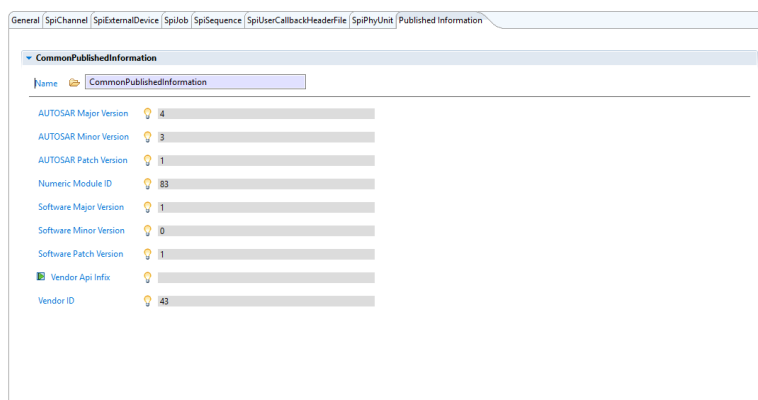 General SpiChannel SpiExternalDevice SpiJob SpiSequence SpiUserCallbackHeaderFile SpiPhyUnit Published Information
CommonPublishedInformation
Name CommonPublishedInformation
AUTOSAR Major Version 4
AUTOSAR Minor Version 3
AUTOSAR Patch Version 1
Numeric Module ID 83
Software Major Version 1
Software Minor Version 0
Software Patch Version 1
Vendor Api Infix
Vendor ID 43